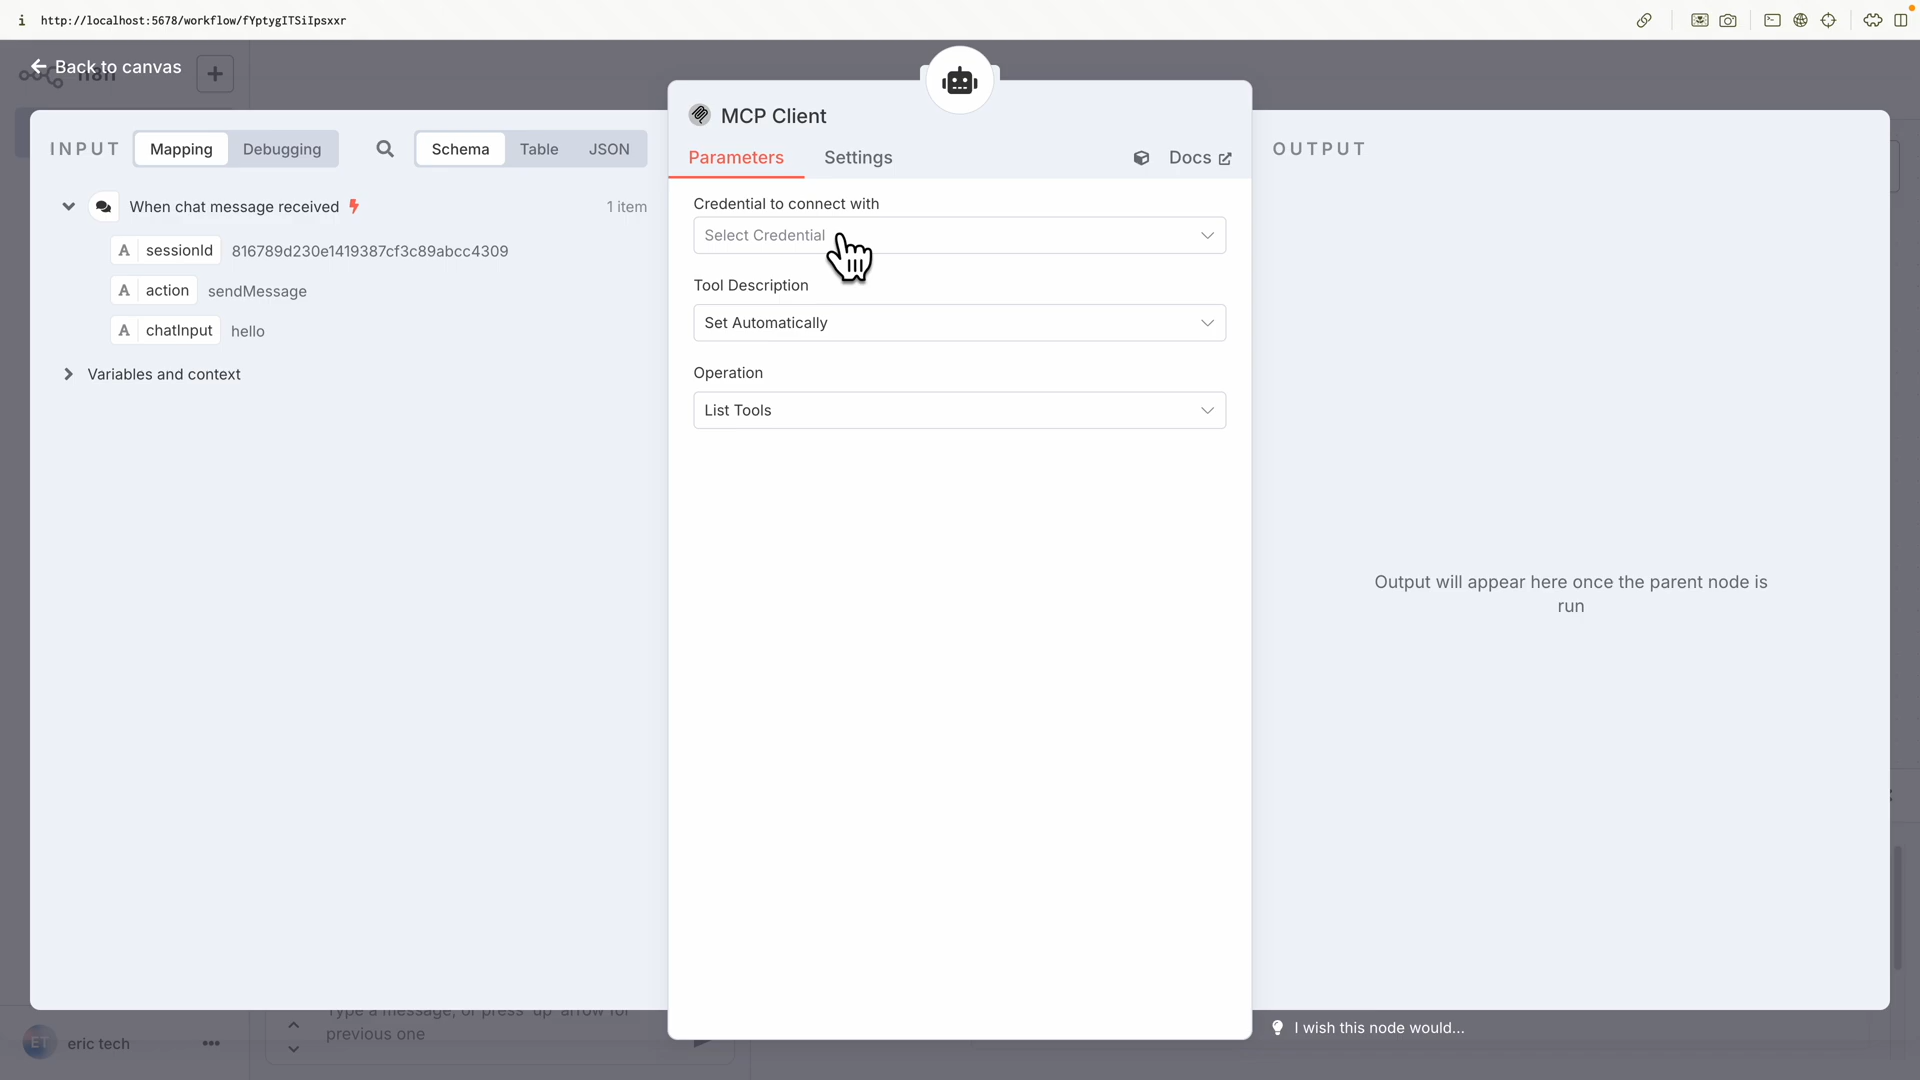 i http://localhost:5678/workflow/fYptygITSiIpsxxr
Back to canvas
n8n
INPUT Mapping Debugging Schema Table JSON
When chat message received 1 item
A sessionId 816789d230e1419387cf3c89abcc4309
A action sendMessage
A chatInput hello
Variables and context
MCP Client
Parameters Settings Docs
Credential to connect with
Select Credential
Tool Description
Set Automatically
Operation
List Tools
OUTPUT
Output will appear here once the parent node is
run
Type a message, or press 'up' arrow for
previous one
ET eric tech
I wish this node would...